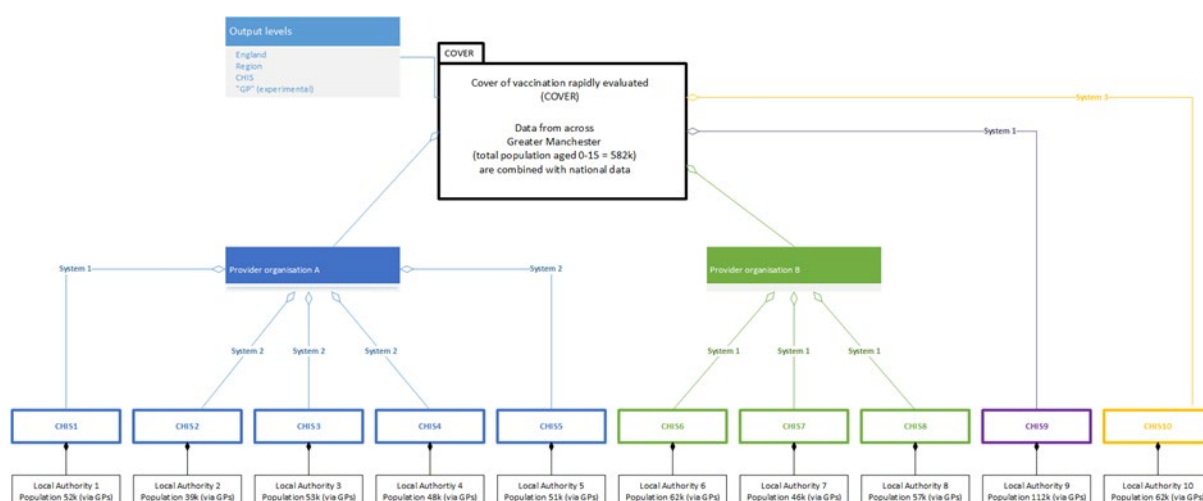 Output levels
England
Region
CHIS
"GP" (experimental)
COVER
Cover of vaccination rapidly evaluated
(COVER)
Data from across
Greater Manchester
(total population aged 0-15 = 582k)
are combined with national data
System 3
System 1
Provider organisation A
Provider organisation B
System 1
System 2
System 2
System 2
System 2
System 1
System 1
System 1
CHIS1
CHIS2
CHIS3
CHIS4
CHIS5
CHIS6
CHIS7
CHIS8
CHIS9
CHIS10
Local Authority 1
Population 52k (via GPs)
Local Authority 2
Population 39k (via GPs)
Local Authority 3
Population 53k (via GPs)
Local Authortiy 4
Population 48k (via GPs)
Local Authority 5
Population 51k (via GPs)
Local Authority 6
Population 62k (via GPs)
Local Authority 7
Population 46k (via GPs)
Local Authority 8
Population 57k (via GPs)
Local Authority 9
Population 112k (via GPs)
Local Authority 10
Population 62k (via GPs)